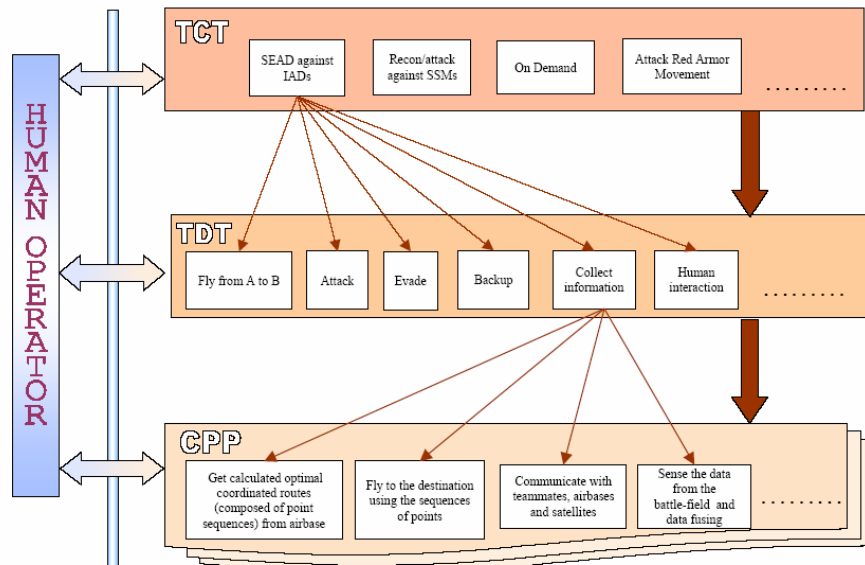 TCT
SEAD against
IADs
Recon/attack
against SSMs
On Demand
Attack Red Armor
Movement
. . . . . . . . .
HUMAN OPERATOR
TDT
Fly from A to B
Attack
Evade
Backup
Collect
information
Human
interaction
. . . . . . . . .
CPP
Get calculated optimal
coordinated routes
(composed of point
sequences) from airbase
Fly to the destination
using the sequences
of points
Communicate with
teammates, airbases
and satellites
Sense the data
from the
battle-field and
data fusing
. . . . . . . . .